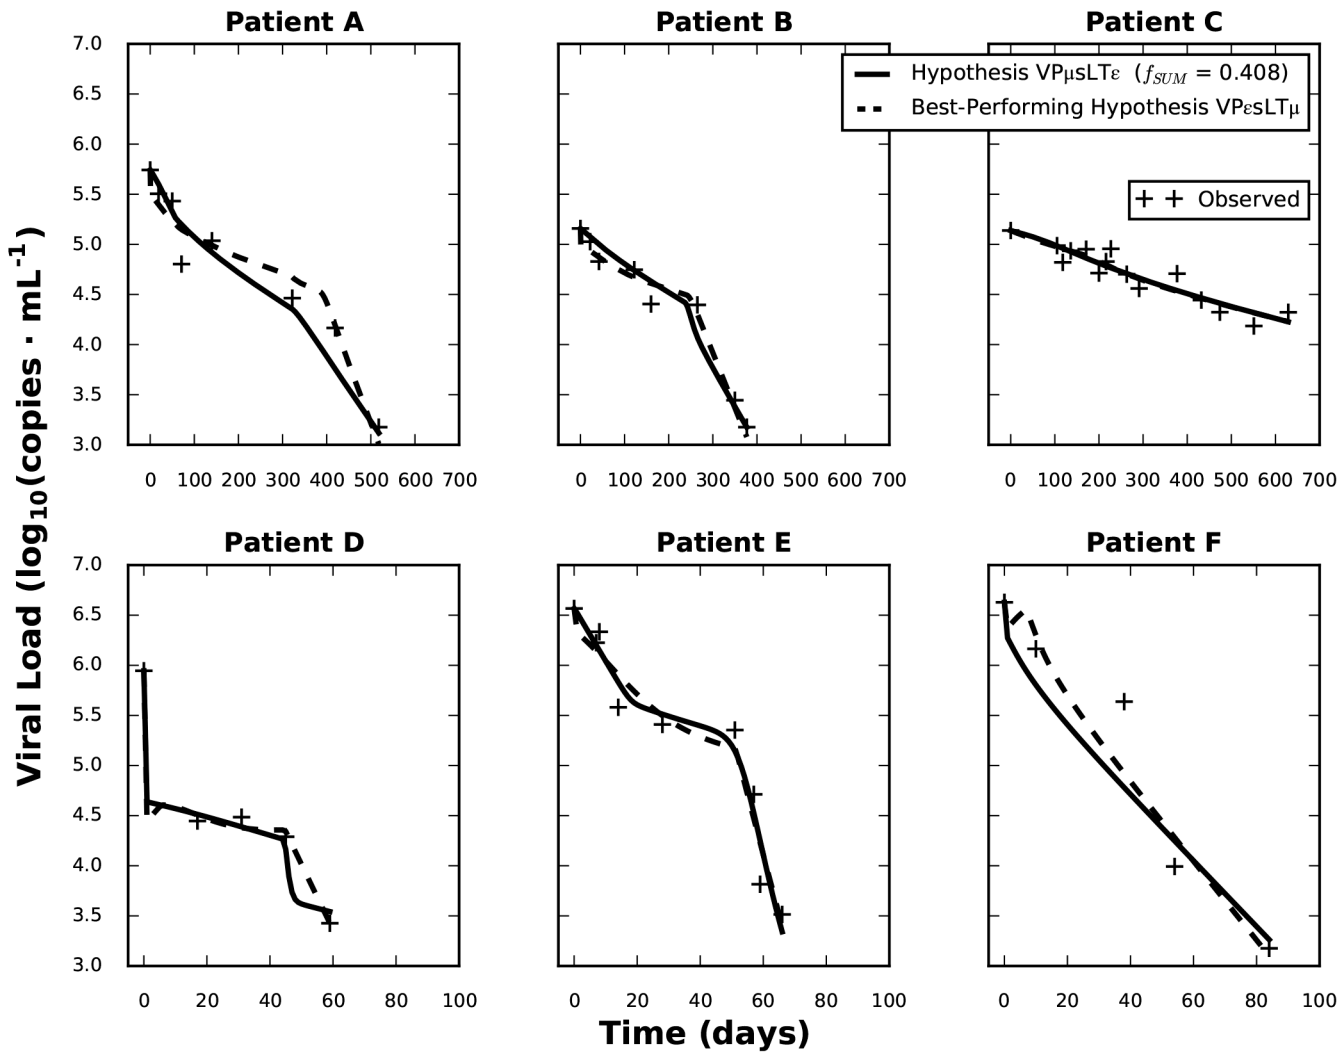 Patient A Patient B Patient C
Hypothesis VPμsLTε (fSUM = 0.408)
Best-Performing Hypothesis VPεsLTμ
Observed
7.0
6.5
6.0
5.5
5.0
4.5
4.0
3.5
3.0
0 100 200 300 400 500 600 700 0 100 200 300 400 500 600 700 0 100 200 300 400 500 600 700
Viral Load (log10(copies · mL-1)
Patient D Patient E Patient F
7.0
6.5
6.0
5.5
5.0
4.5
4.0
3.5
3.0
0 20 40 60 80 100 0 20 40 60 80 100 0 20 40 60 80 100
Time (days)